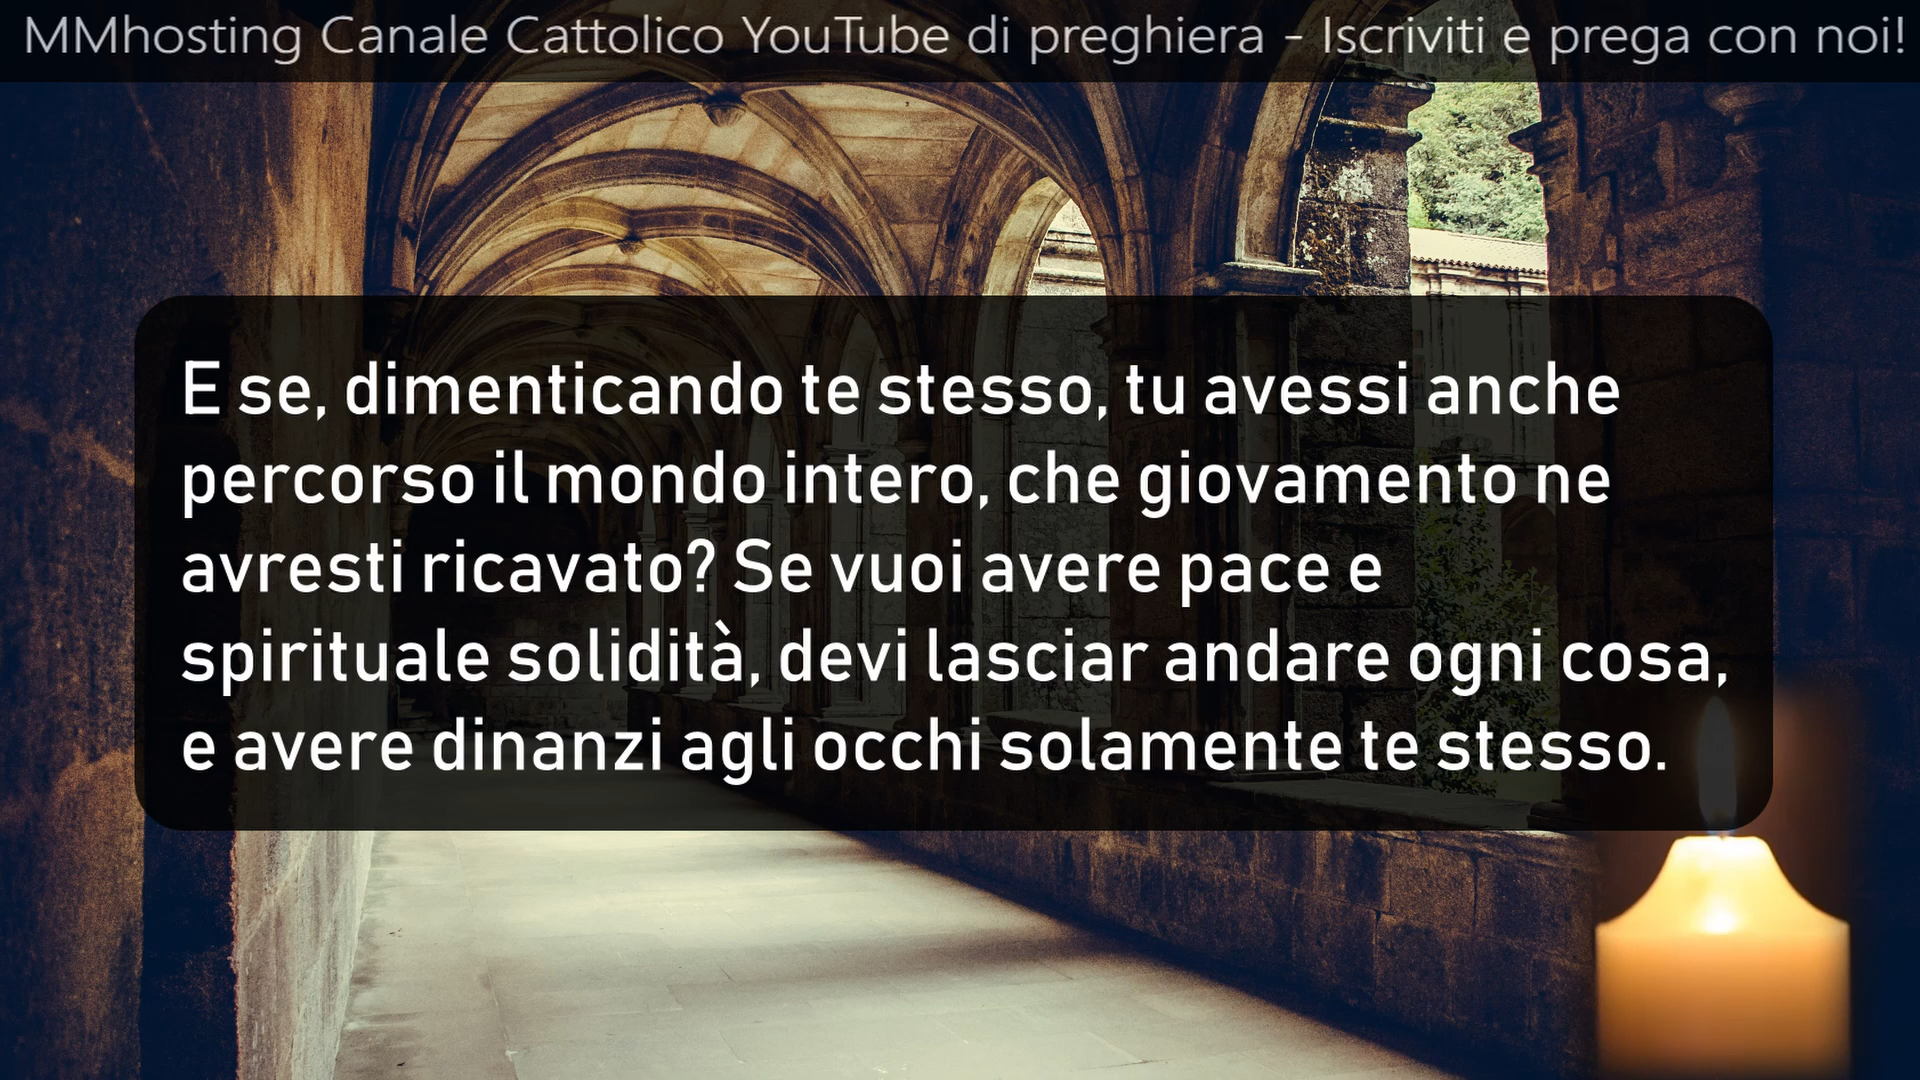 MMhosting Canale Cattolico YouTube di preghiera - Iscriviti e prega con noi!
E se, dimenticando te stesso, tu avessi anche
percorso il mondo intero, che giovamento ne
avresti ricavato? Se vuoi avere pace e
spirituale solidità, devi lasciar andare ogni cosa,
e avere dinanzi agli occhi solamente te stesso.